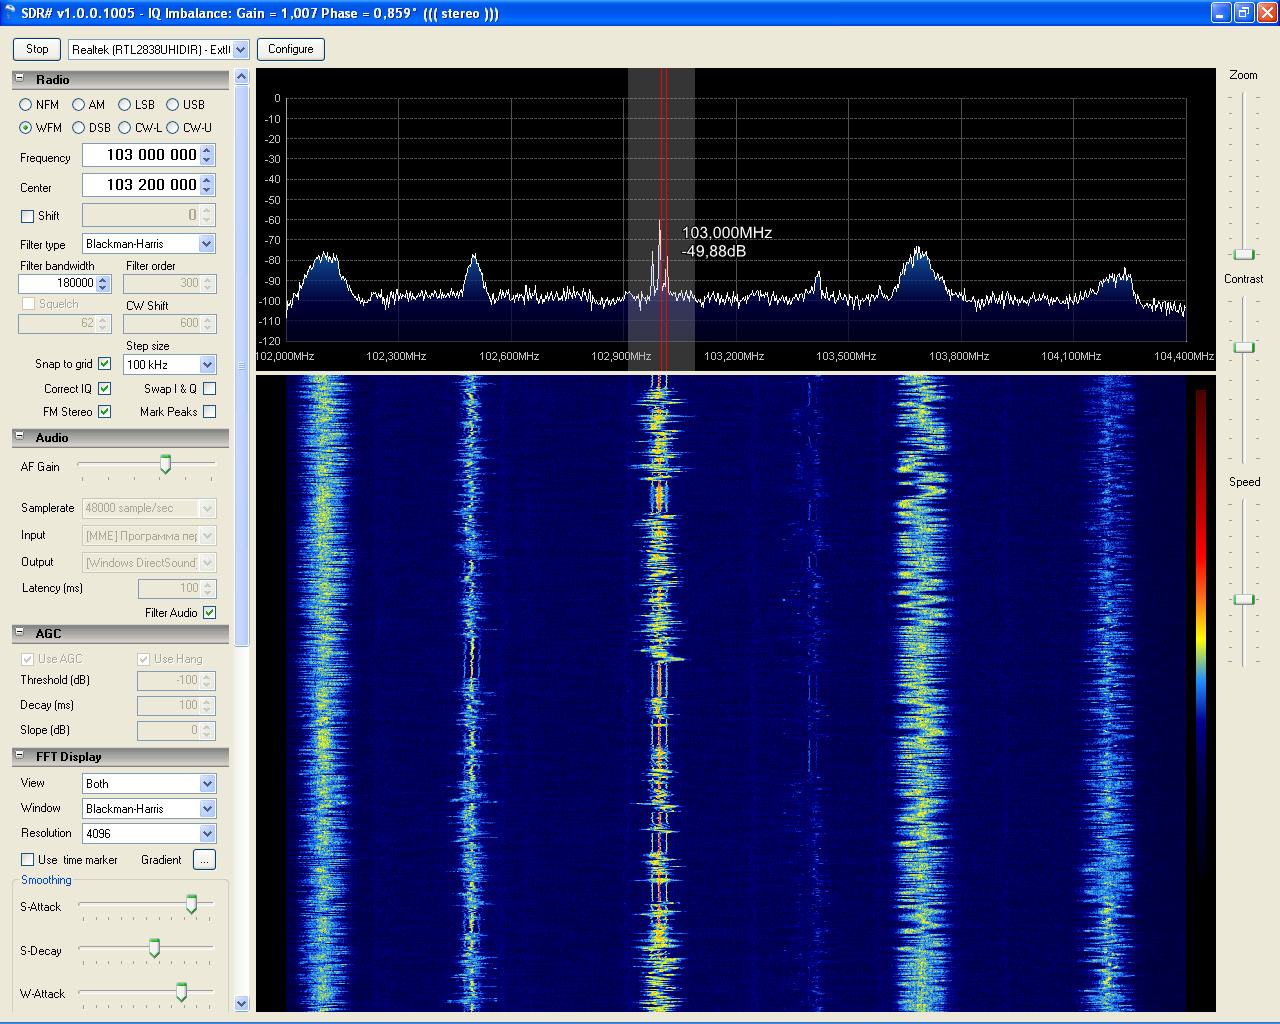 SDR# v1.0.0.1005 - IQ Imbalance: Gain = 1,007 Phase = 0,859° ((( stereo )))
Stop Realtek (RTL2838UHIDIR) - ExtI Configure
Radio
NFM AM LSB USB
WFM DSB CW-L CW-U
Frequency 103 000 000
Center 103 200 000
Shift 0
Filter type Blackman-Harris
Filter bandwidth Filter order
180000 300
Squelch CW Shift
62 600
Step size
Snap to grid 100 kHz
Correct IQ Swap I & Q
FM Stereo Mark Peaks
Audio
AF Gain
Samplerate 48000 sample/sec
Input [MME] Программа пер
Output [Windows DirectSound]
Latency (ms) 100
Filter Audio
AGC
Use AGC Use Hang
Threshold (dB) -100
Decay (ms) 100
Slope (dB) 0
FFT Display
View Both
Window Blackman-Harris
Resolution 4096
Use time marker Gradient ...
Smoothing
S-Attack
S-Decay
W-Attack
0
-10
-20
-30
-40
-50
-60
-70
-80
-90
-100
-110
-120
103,000MHz
-49,88dB
102,000MHz 102,300MHz 102,600MHz 102,900MHz 103,200MHz 103,500MHz 103,800MHz 104,100MHz 104,400MHz
Zoom
Contrast
Speed